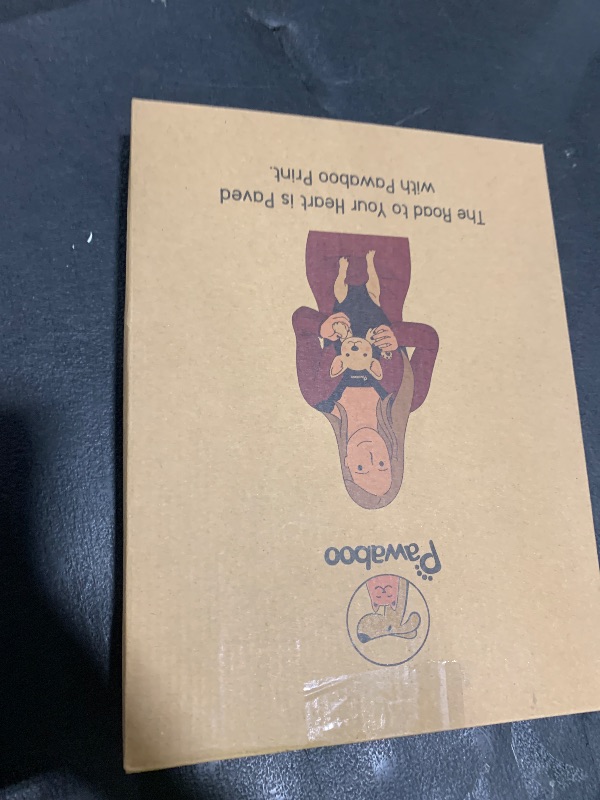 Pawaboo
The Road to Your Heart is Paved
with Pawaboo Print.